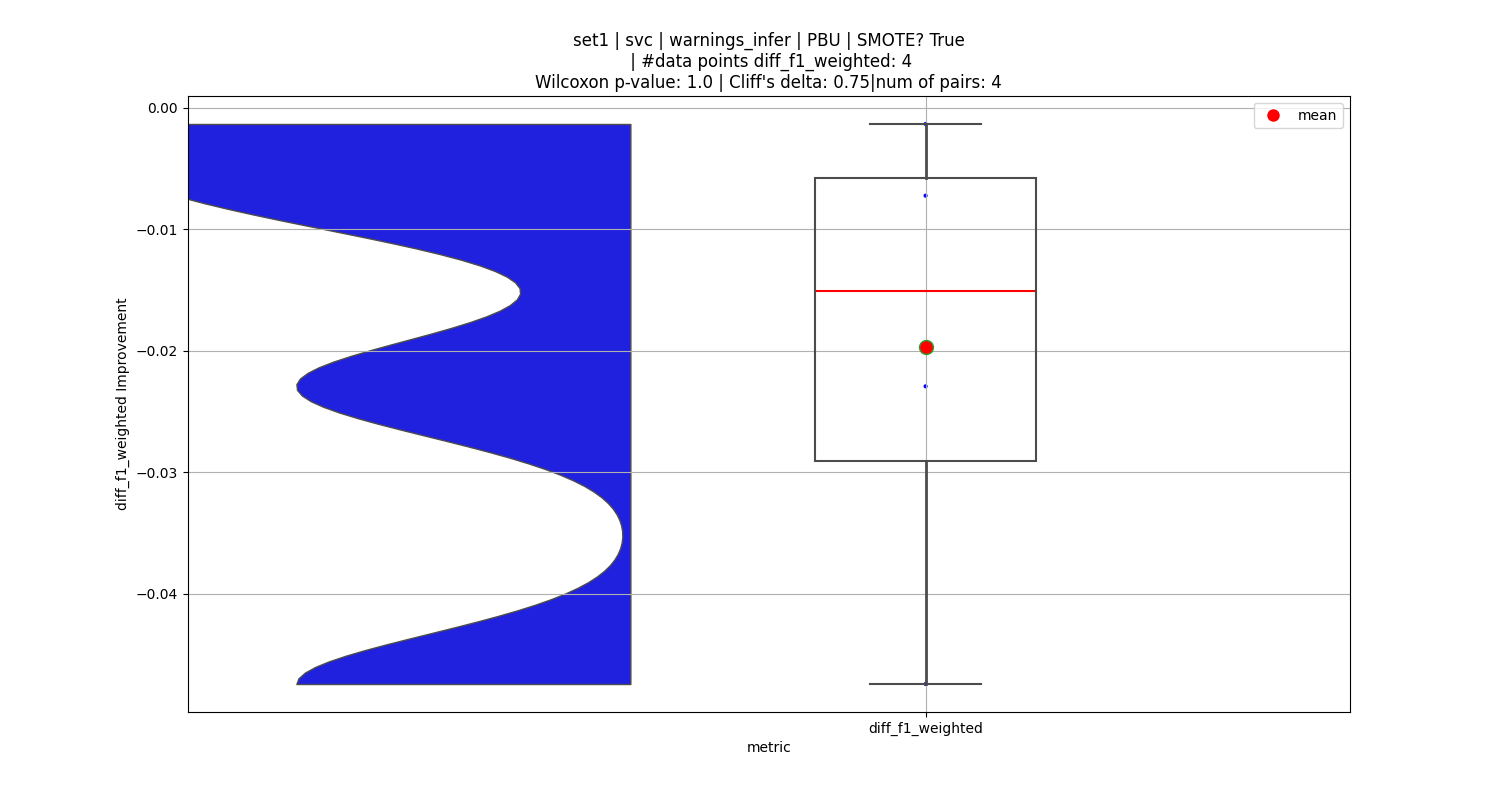 set1 | svc | warnings_infer | PBU | SMOTE? True
| #data points diff_f1_weighted: 4
Wilcoxon p-value: 1.0 | Cliff's delta: 0.75|num of pairs: 4
mean
0.00
−0.01
−0.02
−0.03
−0.04
diff_f1_weighted Improvement
diff_f1_weighted
metric